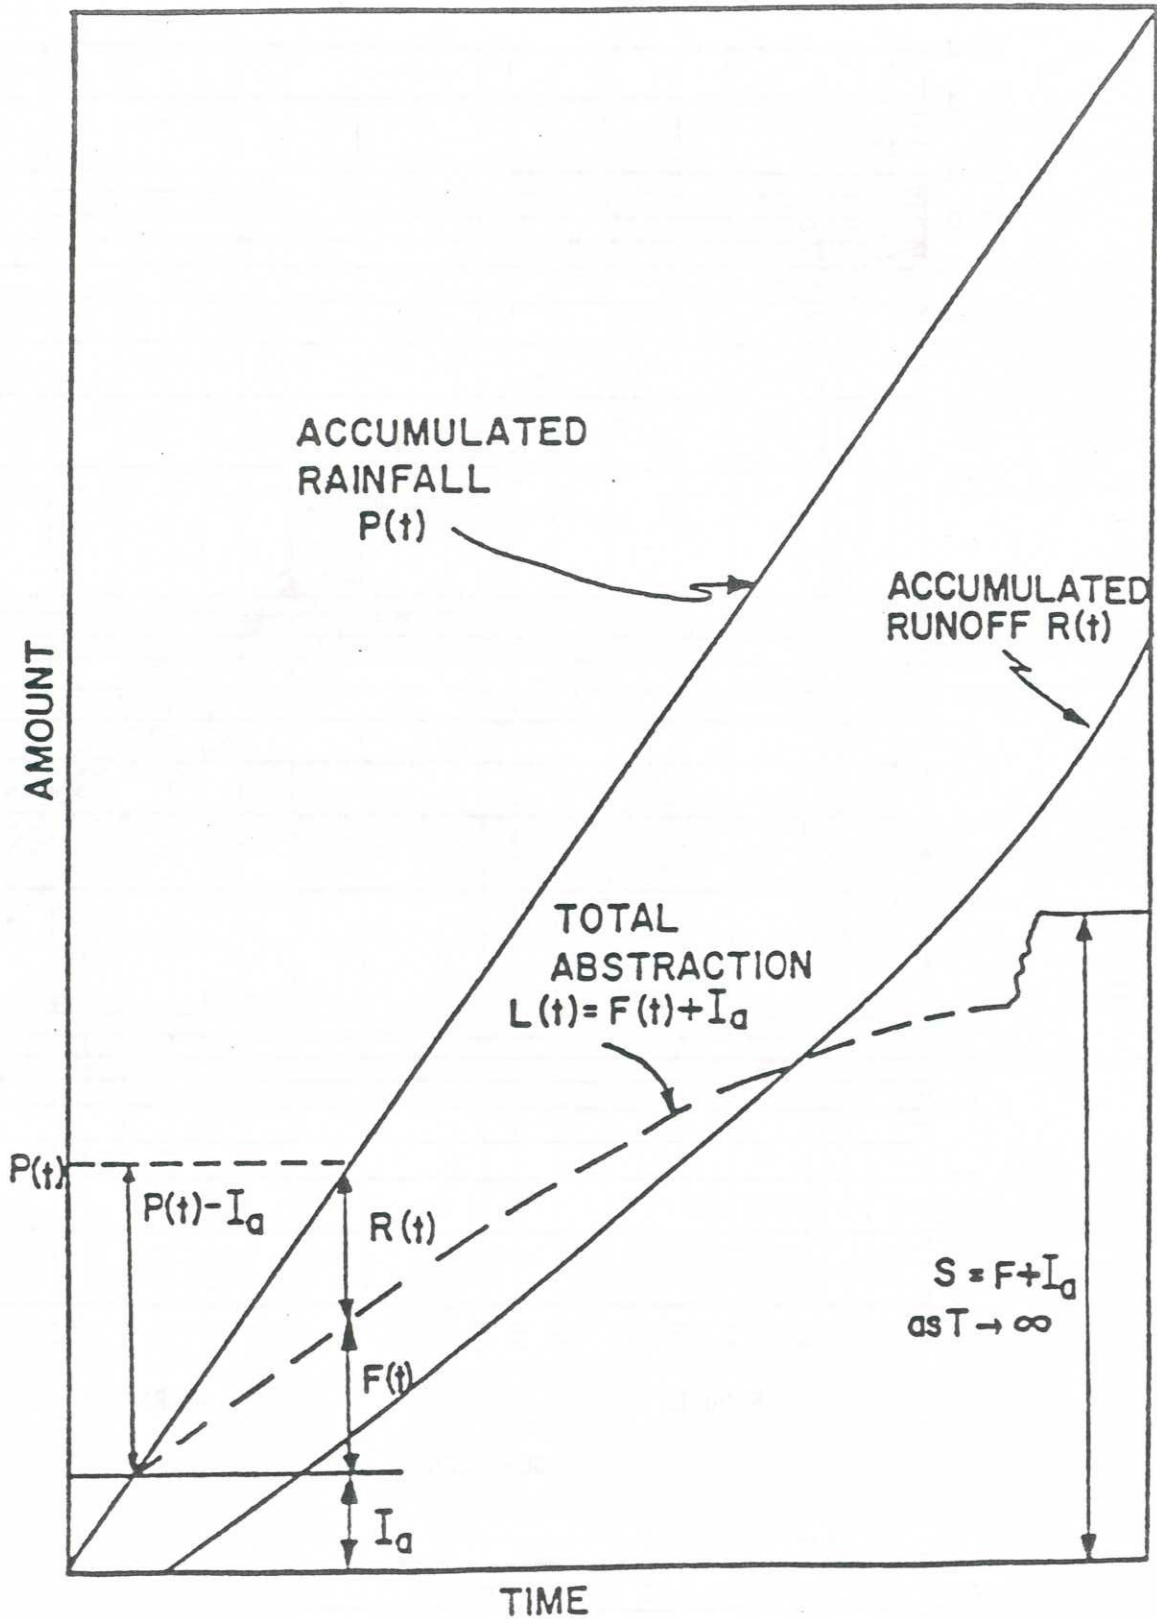 ACCUMULATED
RAINFALL
P(t)
ACCUMULATED
RUNOFF R(t)
AMOUNT
TOTAL
ABSTRACTION
L(t) = F(t) + Ia
P(t)
P(t) - Ia
R(t)
S = F + Ia
as T → ∞
F(t)
Ia
TIME